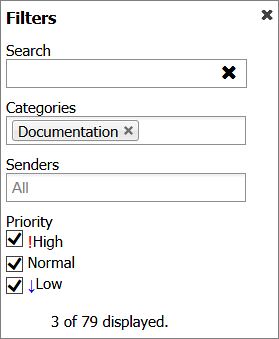 Filters
Search
Categories
Documentation
Senders
All
Priority
!High
Normal
↓Low
3 of 79 displayed.